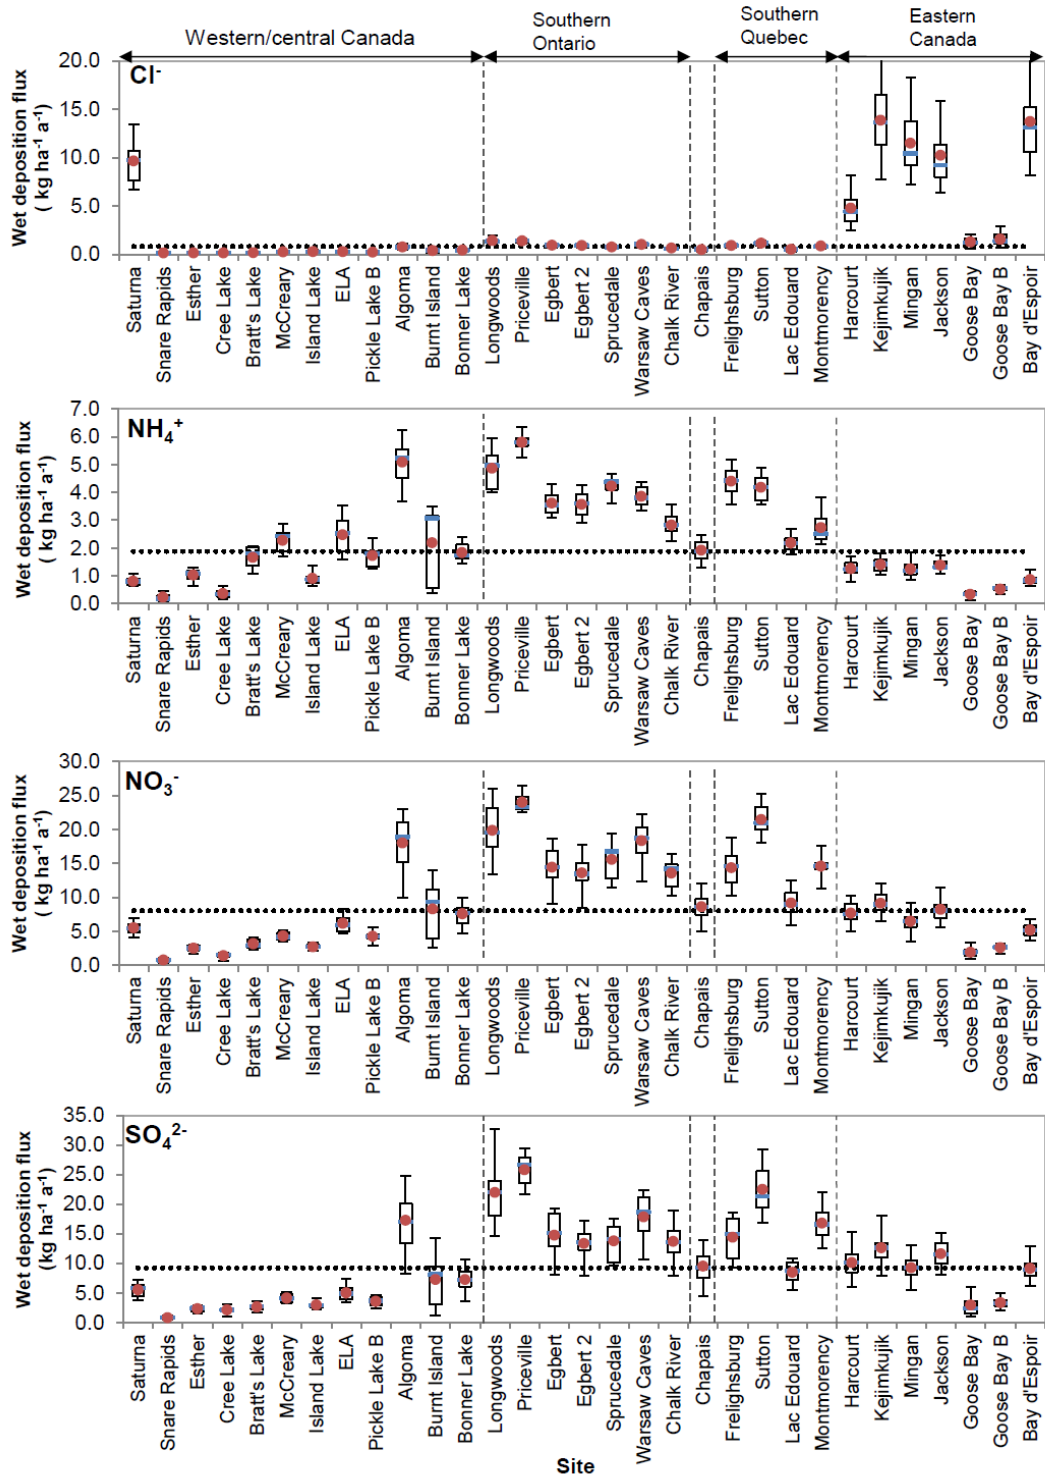 Western/central Canada
Southern
Ontario
Southern
Quebec
Eastern
Canada
Cl-
Wet deposition flux
( kg ha-1 a-1)
20.0
15.0
10.0
5.0
0.0
Saturna
Snare Rapids
Esther
Cree Lake
Bratt's Lake
McCreary
Island Lake
ELA
Pickle Lake B
Algoma
Burnt Island
Bonner Lake
Longwoods
Priceville
Egbert
Egbert 2
Sprucedale
Warsaw Caves
Chalk River
Chapais
Frelighsburg
Sutton
Lac Edouard
Montmorency
Harcourt
Kejimkujik
Mingan
Jackson
Goose Bay
Goose Bay B
Bay d'Espoir
NH4+
Wet deposition flux
( kg ha-1 a-1)
7.0
6.0
5.0
4.0
3.0
2.0
1.0
0.0
Saturna
Snare Rapids
Esther
Cree Lake
Bratt's Lake
McCreary
Island Lake
ELA
Pickle Lake B
Algoma
Burnt Island
Bonner Lake
Longwoods
Priceville
Egbert
Egbert 2
Sprucedale
Warsaw Caves
Chalk River
Chapais
Frelighsburg
Sutton
Lac Edouard
Montmorency
Harcourt
Kejimkujik
Mingan
Jackson
Goose Bay
Goose Bay B
Bay d'Espoir
NO3-
Wet deposition flux
( kg ha-1 a-1)
30.0
25.0
20.0
15.0
10.0
5.0
0.0
Saturna
Snare Rapids
Esther
Cree Lake
Bratt's Lake
McCreary
Island Lake
ELA
Pickle Lake B
Algoma
Burnt Island
Bonner Lake
Longwoods
Priceville
Egbert
Egbert 2
Sprucedale
Warsaw Caves
Chalk River
Chapais
Frelighsburg
Sutton
Lac Edouard
Montmorency
Harcourt
Kejimkujik
Mingan
Jackson
Goose Bay
Goose Bay B
Bay d'Espoir
SO42-
Wet deposition flux
( kg ha-1 a-1)
35.0
30.0
25.0
20.0
15.0
10.0
5.0
0.0
Saturna
Snare Rapids
Esther
Cree Lake
Bratt's Lake
McCreary
Island Lake
ELA
Pickle Lake B
Algoma
Burnt Island
Bonner Lake
Longwoods
Priceville
Egbert
Egbert 2
Sprucedale
Warsaw Caves
Chalk River
Chapais
Frelighsburg
Sutton
Lac Edouard
Montmorency
Harcourt
Kejimkujik
Mingan
Jackson
Goose Bay
Goose Bay B
Bay d'Espoir
Site